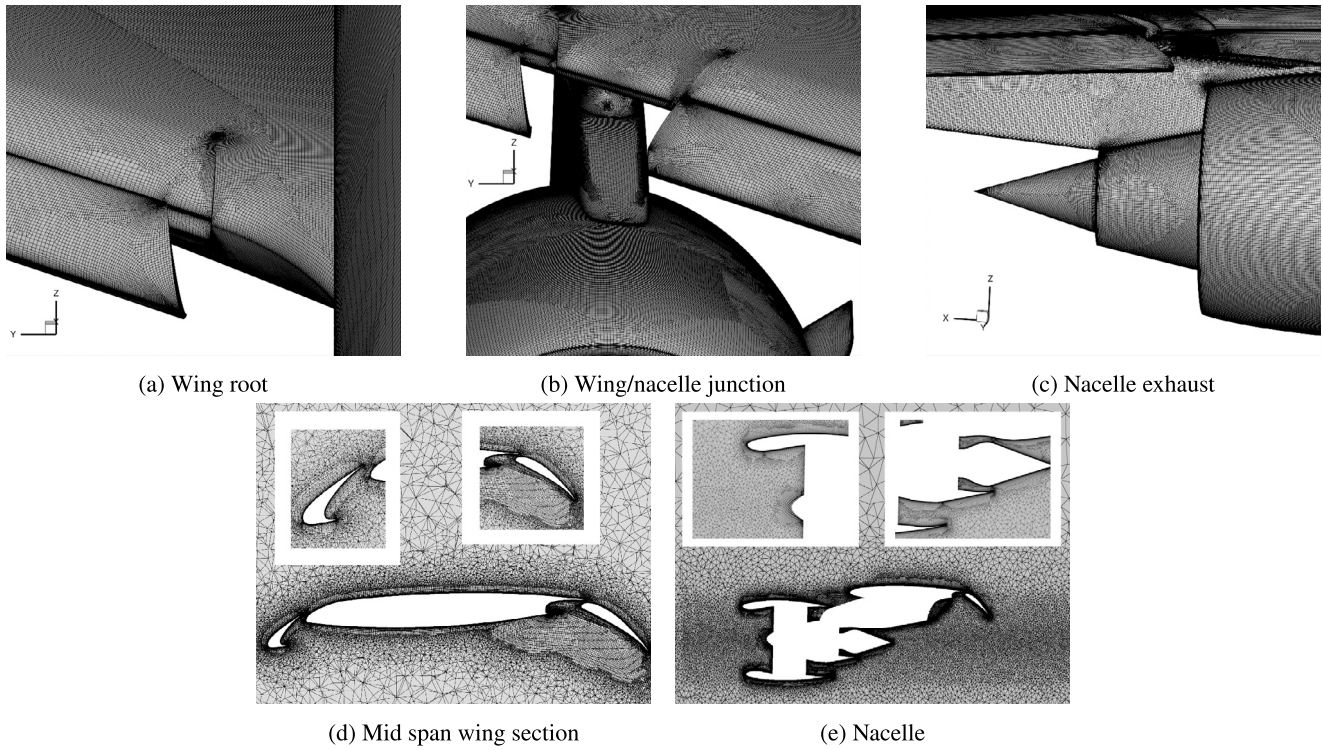 Z
Y
X
Z
Y
Z
X
Y
(a) Wing root
(b) Wing/nacelle junction
(c) Nacelle exhaust
(d) Mid span wing section
(e) Nacelle